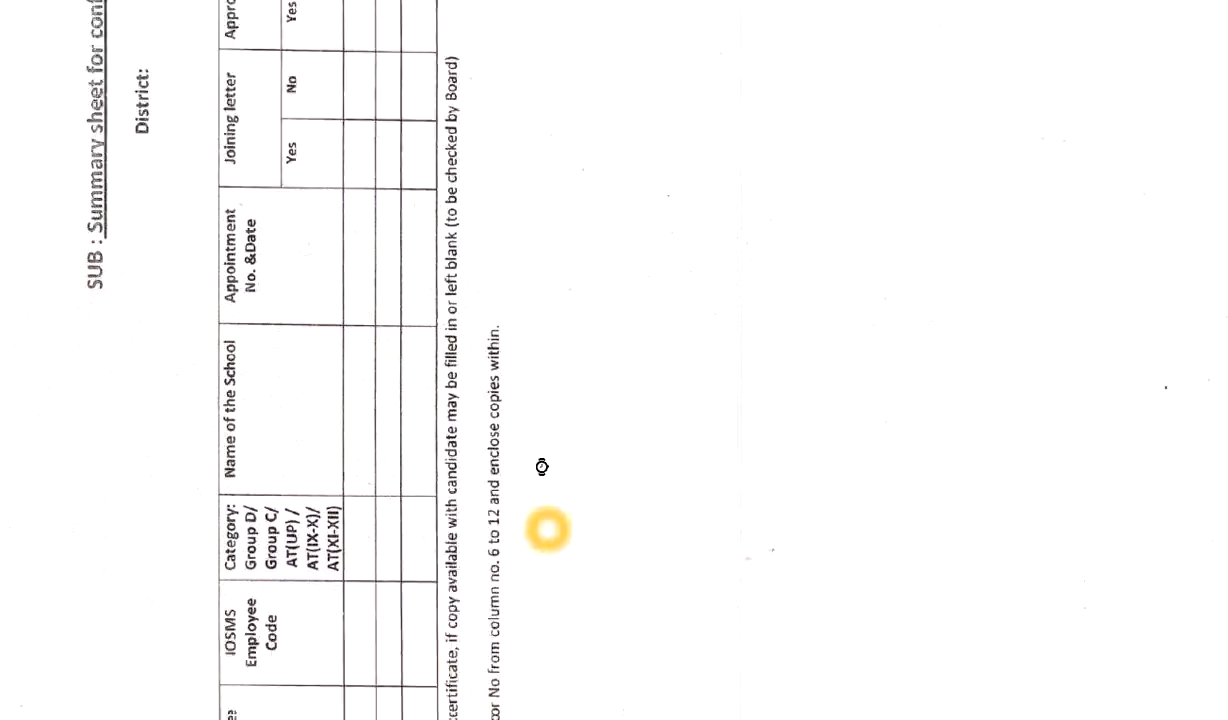 SUB : Summary sheet for
District:
IOSMS
Employee
Code
Category:
Group D/
Group C/
AT(UP) /
AT(IX-X)/
AT(XI-XII)
Name of the School
Appointment
No. &Date
Joining letter
Yes No
Yes
certificate, if copy available with candidate may be filled in or left blank (to be checked by Board)
No from column no. 6 to 12 and enclose copies within.